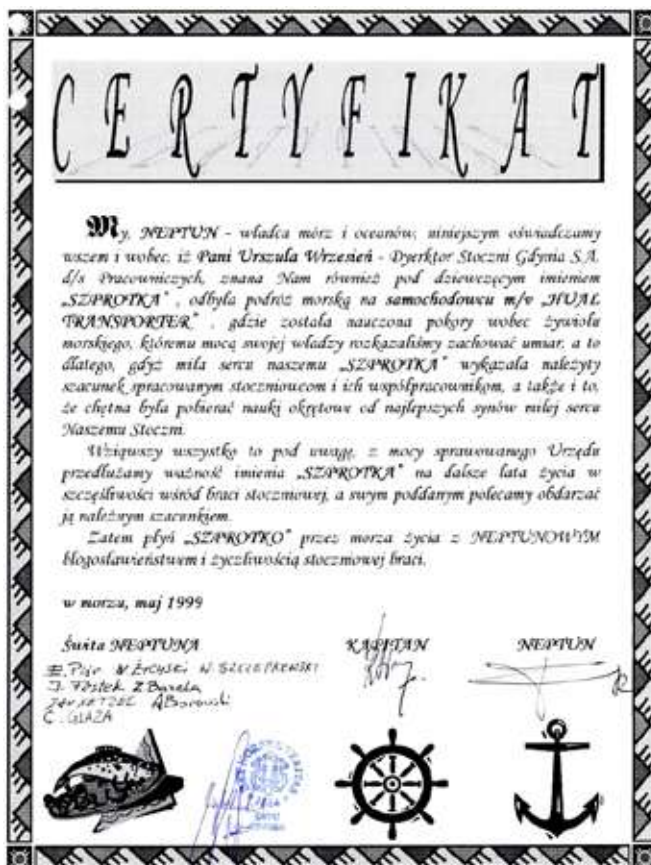 CERTYFIKAT
My, NEPTUN - władca mórz i oceanów, niniejszym oświadczamy
wszem i wobec, iż Pani Urszula Wrzesień - Dyerktor Stoczni Gdynia S.A.
d/s Pracowniczych, znana Nam również pod dziewczęcym imieniem
„SZPROTKA" , odbyła podróż morską na samochodowcu m/v „HUAL
TRANSPORTER" , gdzie została nauczona pokory wobec żywiołu
morskiego, któremu mocą swojej władzy rozkazaliśmy zachować umiar, a to
dlatego, gdyż miła sercu naszemu „SZPROTKA" wykazała należyty
szacunek spracowanym stoczniowcom i ich współpracownikom, a także i to,
że chętna była pobierać nauki okrętowe od najlepszych synów miłej sercu
Naszemu Stoczni.
Wziąwszy wszystko to pod uwagę, z mocy sprawowanego Urzędu
przedłużamy ważność imienia „SZPROTKA" na dalsze lata życia w
szczęśliwości wśród braci stoczniowej, a swym poddanym polecamy obdarzać
ją należnym szacunkiem.
Zatem płyń „SZPROTKO" przez morza życia z NEPTUNOWYM
błogosławieństwem i życzliwością stoczniowej braci.
w morzu, maj 1999
Świta NEPTUNA KAPITAN NEPTUN
J. Fostek Z Barela
A Borowski
C. GLAZA